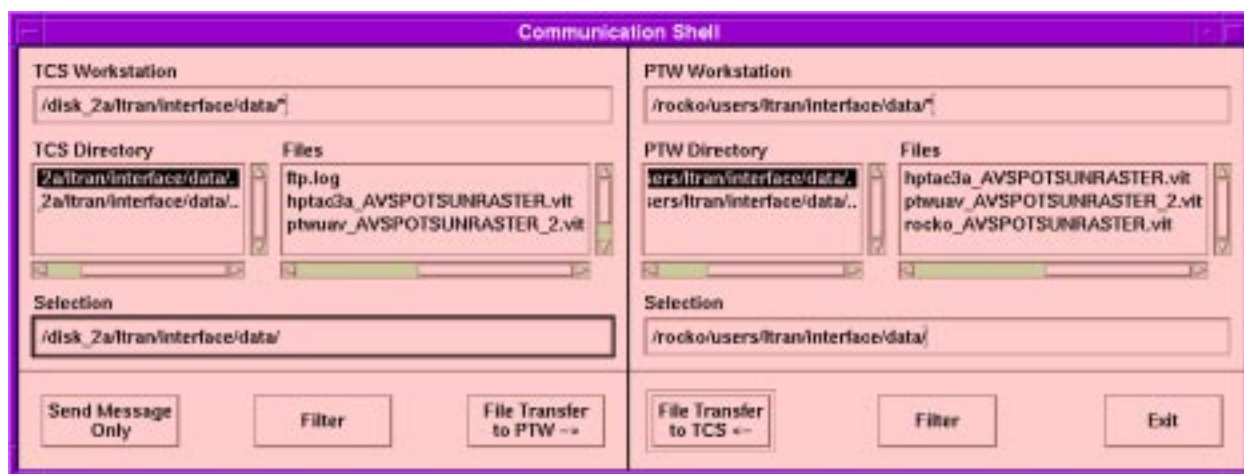 Communication Shell
TCS Workstation
/disk_2a/ltran/interface/data/*
TCS Directory
Files
_2a/ltran/interface/data/.
_2a/ltran/interface/data/..
ftp.log
hptac3a_AVSPOTSUNRASTER.vit
ptwuav_AVSPOTSUNRASTER_2.vit
Selection
/disk_2a/ltran/interface/data/
Send Message
Only
Filter
File Transfer
to PTW -->
PTW Workstation
/rocko/users/ltran/interface/data/*
PTW Directory
Files
sers/ltran/interface/data/.
sers/ltran/interface/data/..
hptac3a_AVSPOTSUNRASTER.vit
ptwuav_AVSPOTSUNRASTER_2.vit
rocko_AVSPOTSUNRASTER.vit
Selection
/rocko/users/ltran/interface/data/
File Transfer
to TCS <--
Filter
Exit